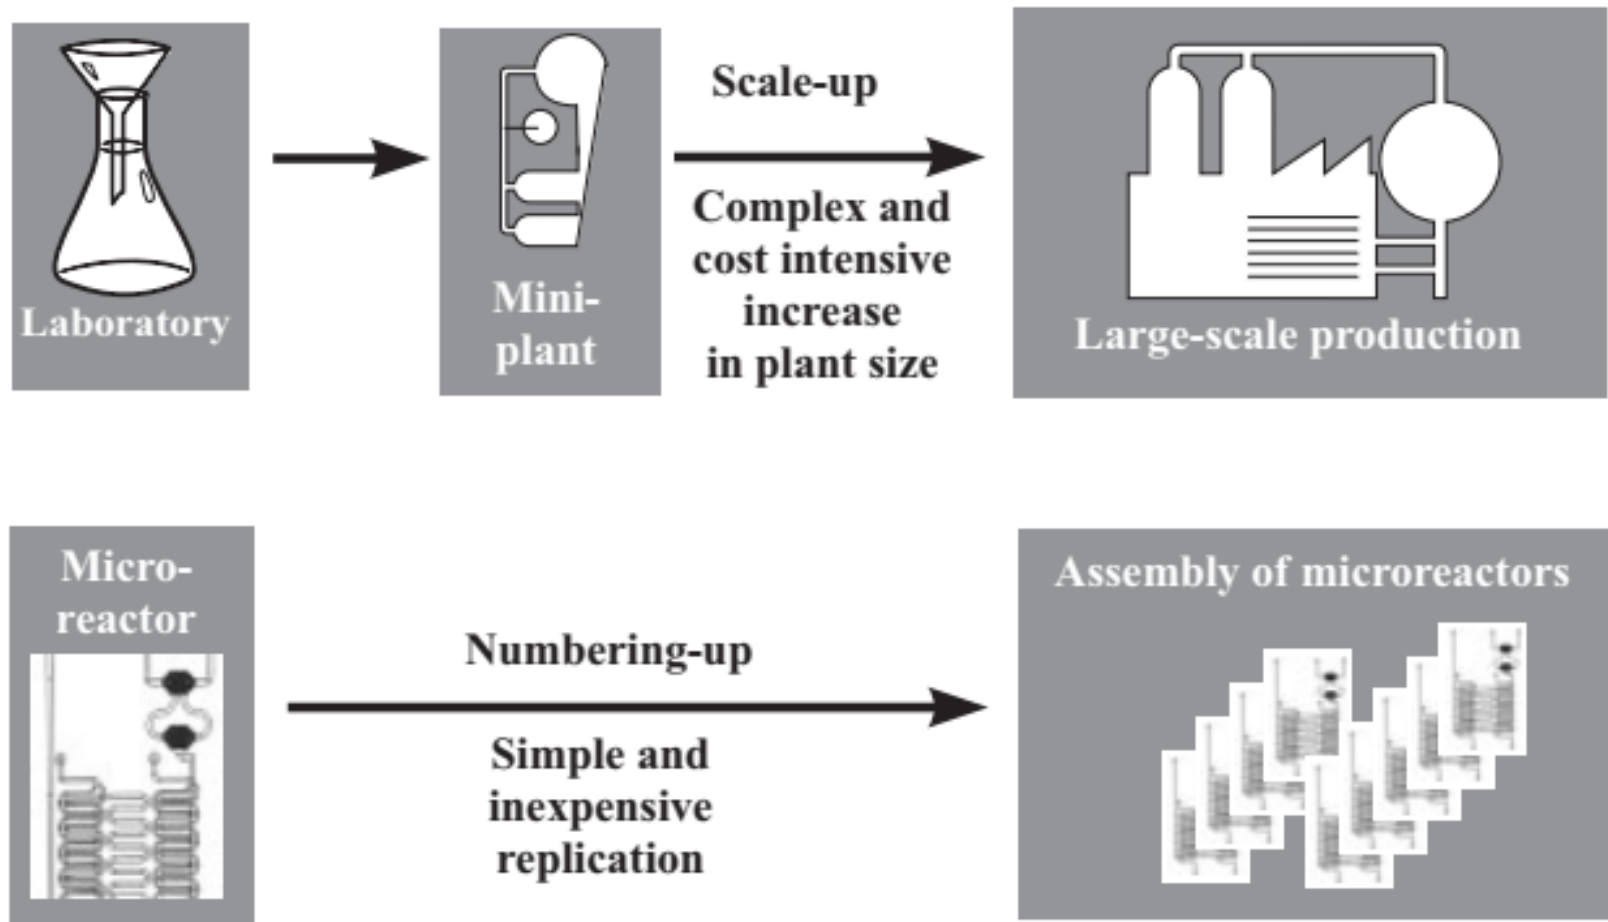 Laboratory
Mini-
plant
Scale-up
Complex and
cost intensive
increase
in plant size
Large-scale production
Micro-
reactor
Numbering-up
Simple and
inexpensive
replication
Assembly of microreactors